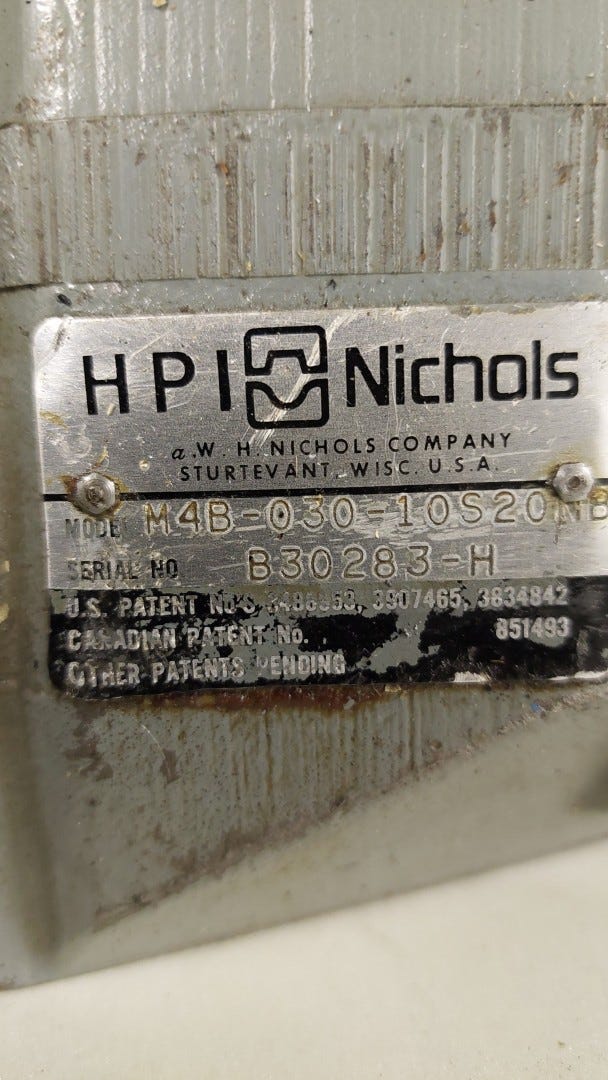 HPI Nichols
a W. H. NICHOLS COMPANY
STURTEVANT, WISC. U.S.A.
MODEL M4B-030-10S20NB
SERIAL NO B30283-H
U.S. PATENT NO'S 3907465, 3834842
CANADIAN PATENT No. 851493
OTHER PATENTS PENDING